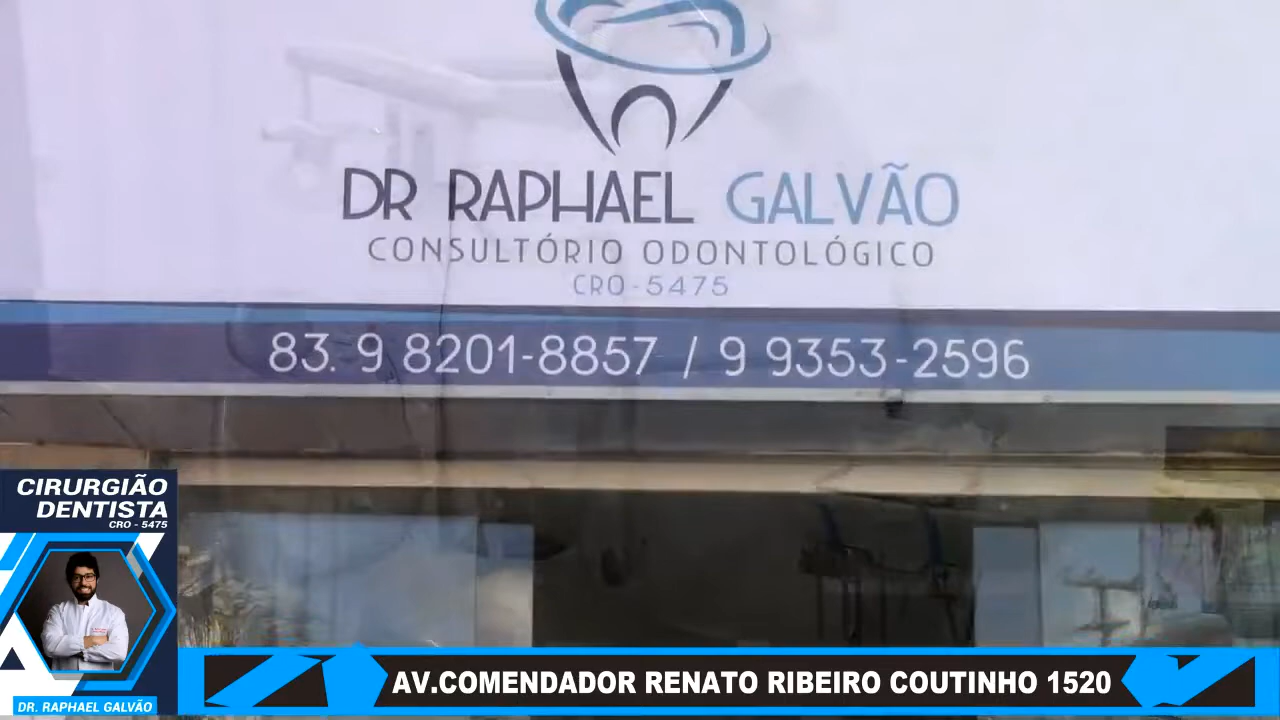 DR RAPHAEL GALVÃO
CONSULTÓRIO ODONTOLÓGICO
CRO-5475
83. 9 8201-8857 / 9 9353-2596
CIRURGIÃO
DENTISTA
CRO - 5475
DR. RAPHAEL GALVÃO
AV.COMENDADOR RENATO RIBEIRO COUTINHO 1520